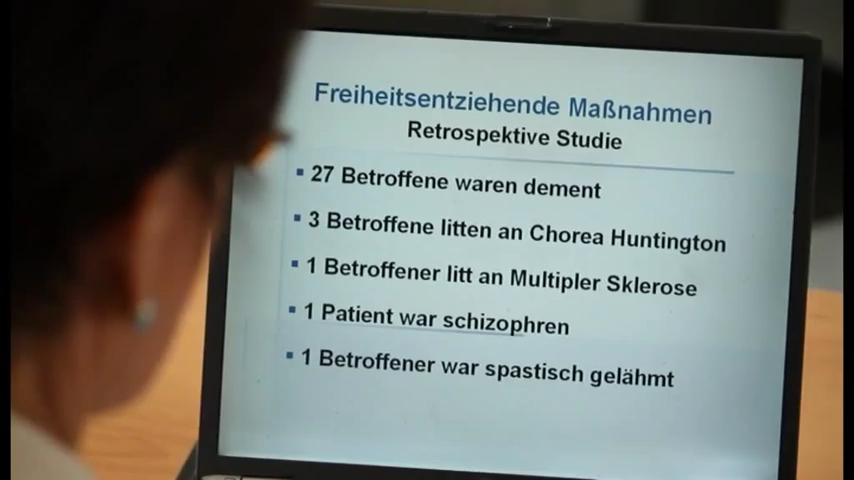 Freiheitsentziehende Maßnahmen
Retrospektive Studie
▪ 27 Betroffene waren dement
▪ 3 Betroffene litten an Chorea Huntington
▪ 1 Betroffener litt an Multipler Sklerose
▪ 1 Patient war schizophren
▪ 1 Betroffener war spastisch gelähmt